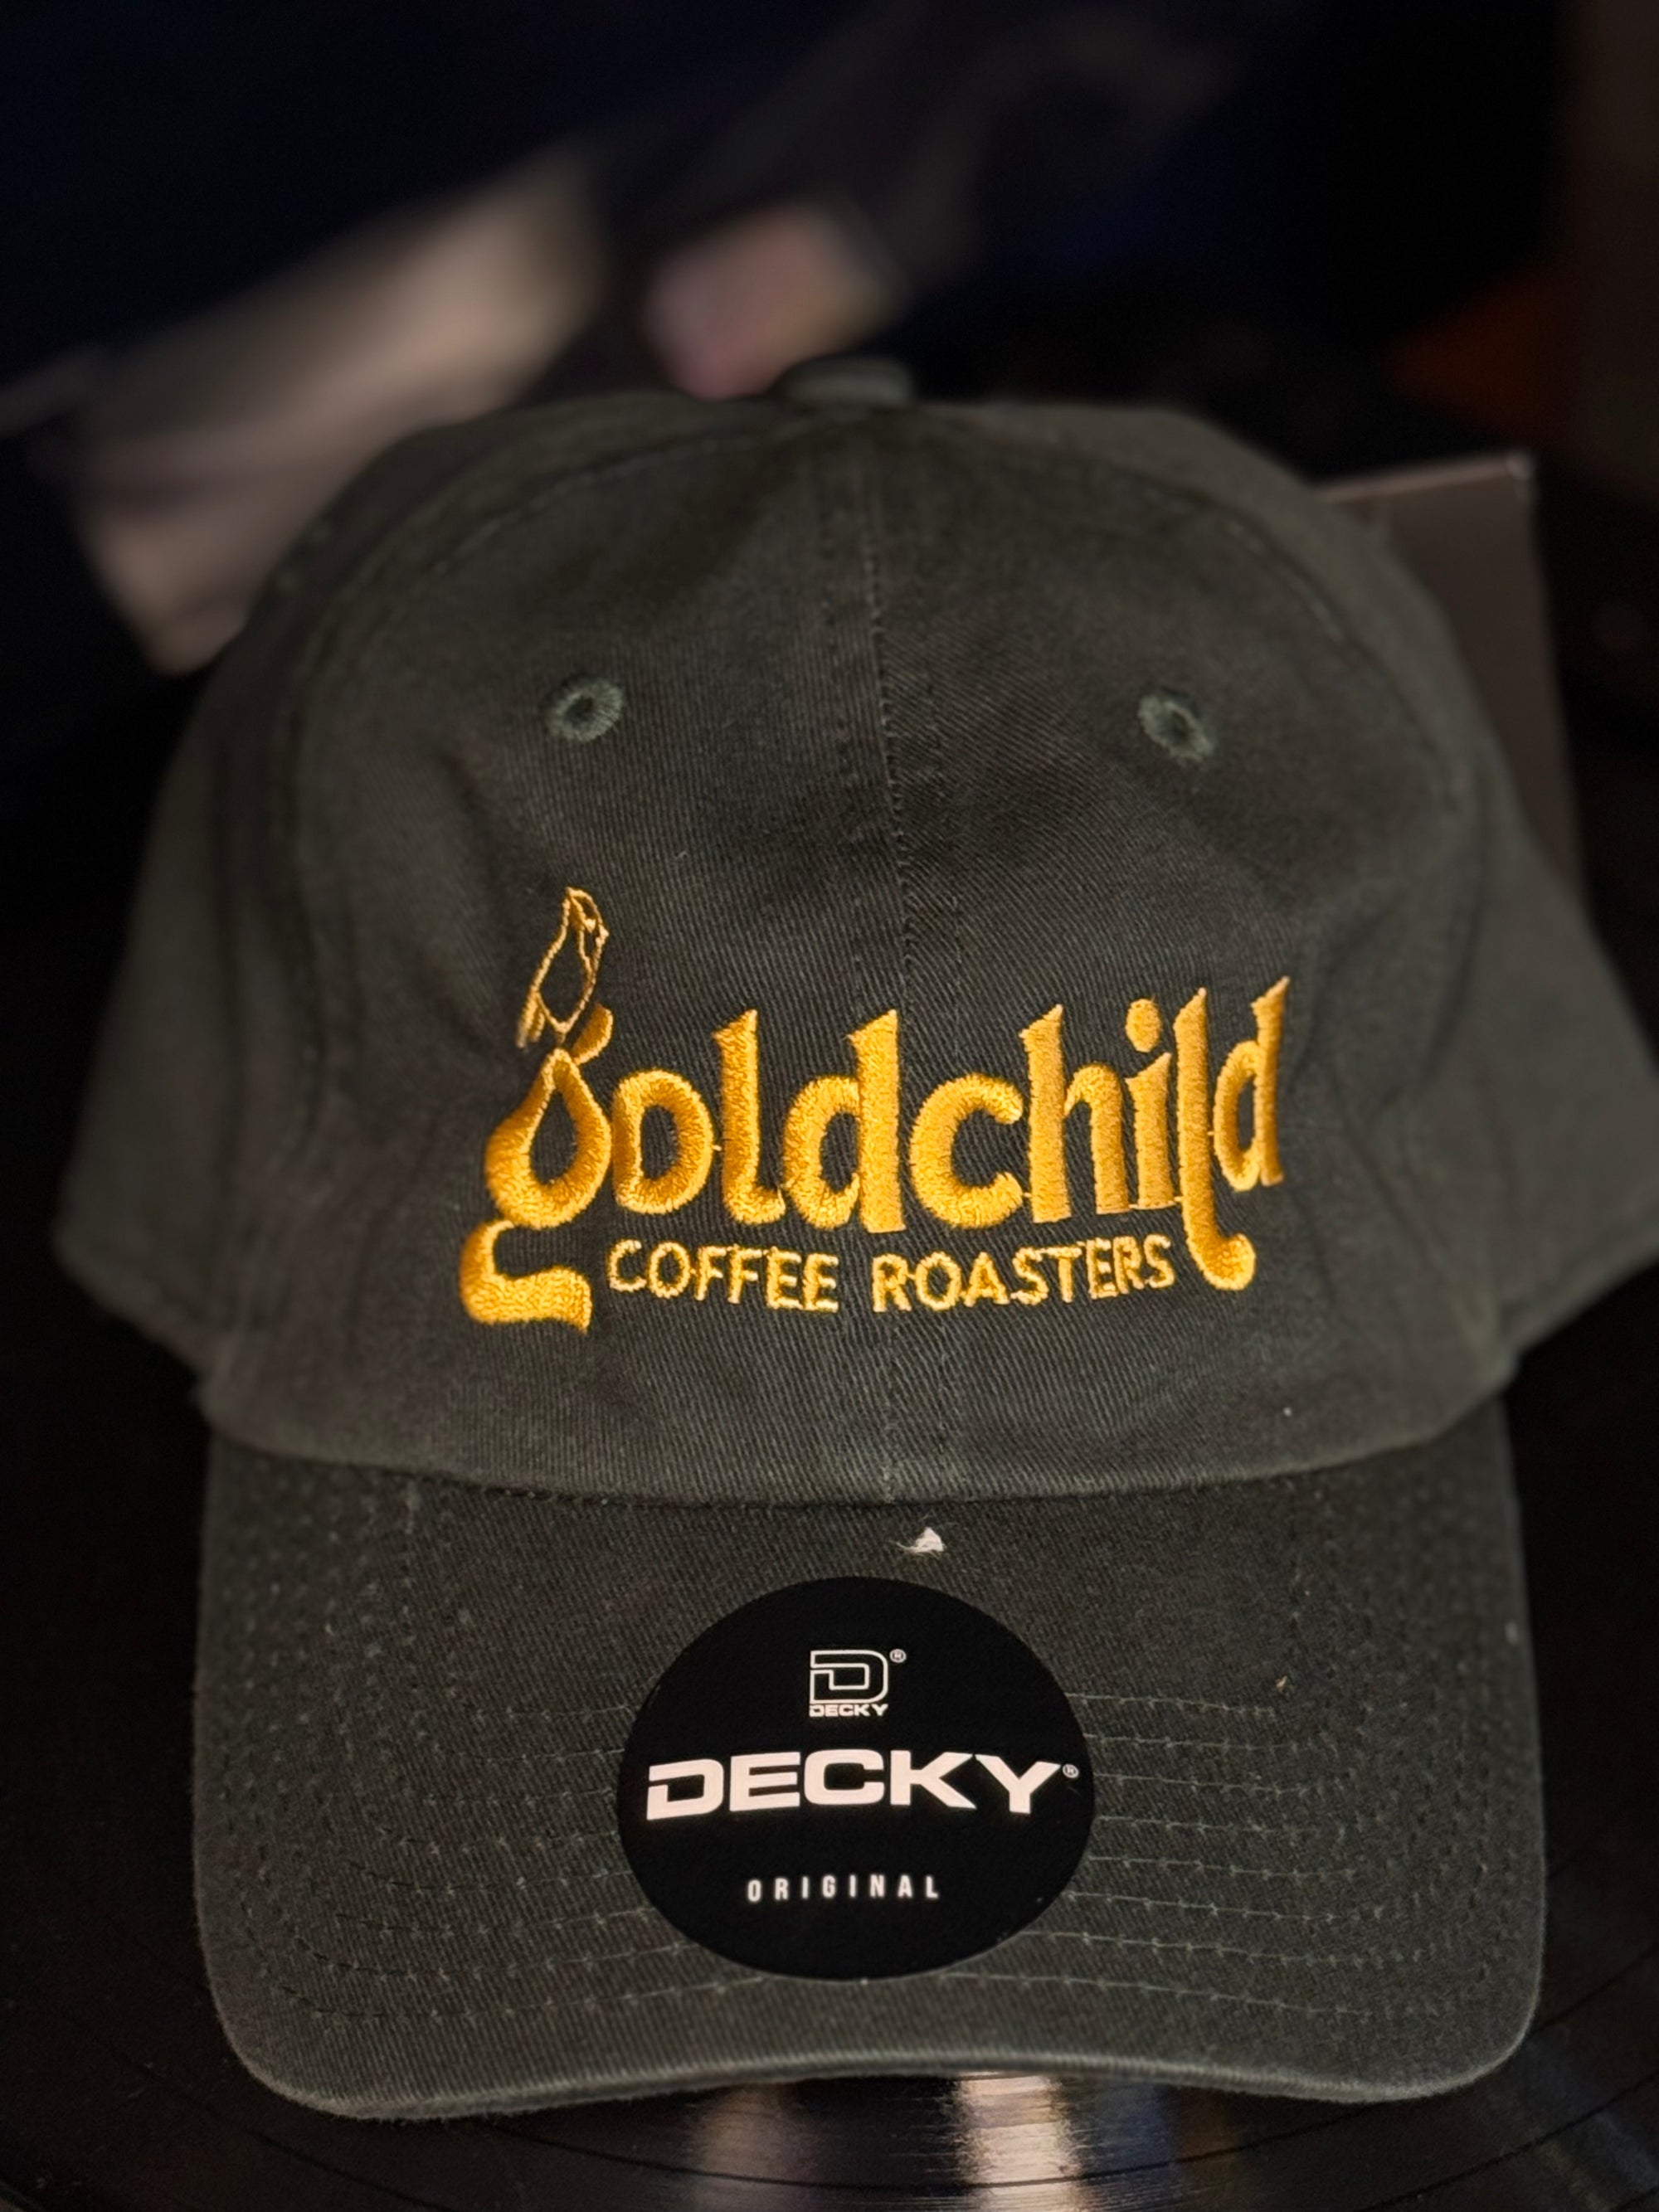 goldchild
COFFEE ROASTERS
D®
DECKY
DECKY®
ORIGINAL